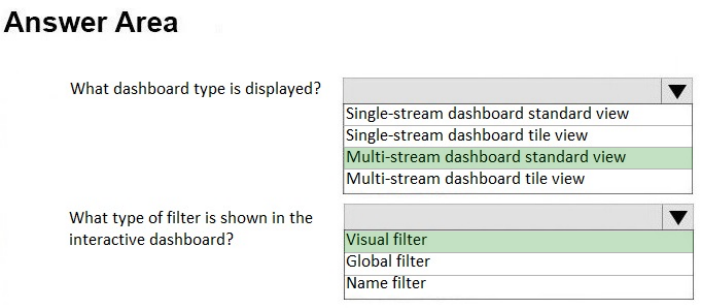 Answer Area
What dashboard type is displayed?
Single-stream dashboard standard view
Single-stream dashboard tile view
Multi-stream dashboard standard view
Multi-stream dashboard tile view
What type of filter is shown in the
interactive dashboard?
Visual filter
Global filter
Name filter